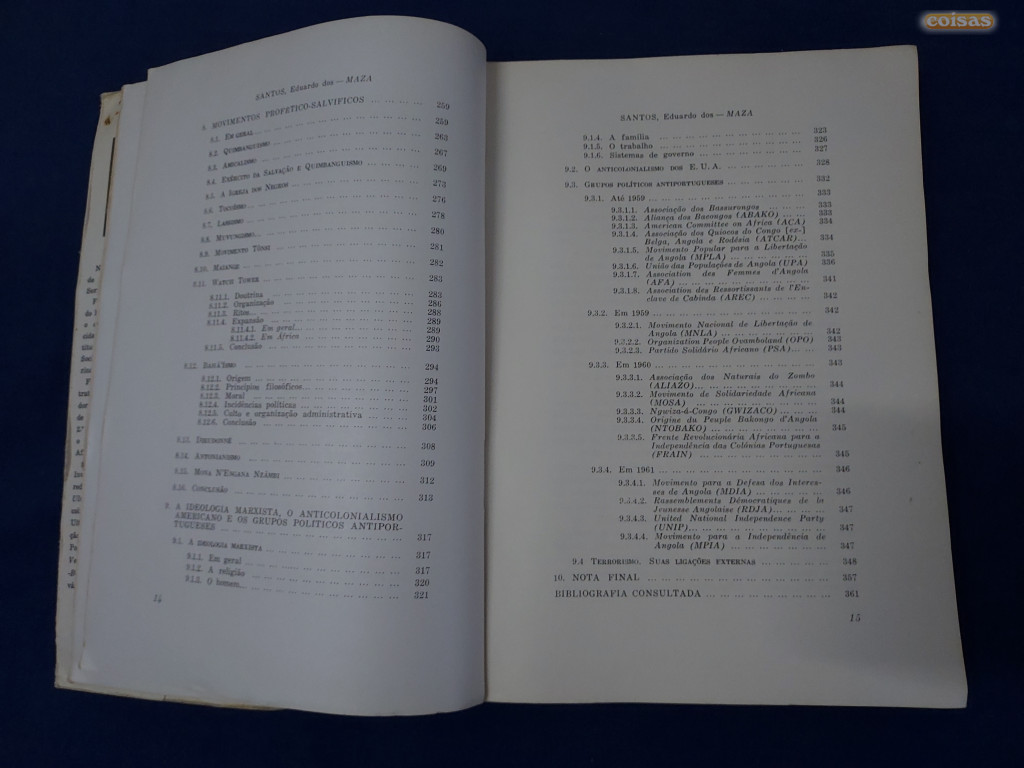 coisas
SANTOS, Eduardo dos — MAZA
8. MOVIMENTOS PROFÉTICO-SALVÍFICOS ... ... ... ... 259
8.1. EM GERAL... ... ... ... 259
8.2. QUIMBANGUISMO ... ... ... ... 263
8.3. AMICALISMO ... ... ... ... 267
8.4. EXÉRCITO DA SALVAÇÃO E QUIMBANGUISMO ... ... ... ... 269
8.5. A IGREJA DOS NEGROS ... ... ... ... 273
8.6. TOCOÍSMO ... ... ... ... 276
8.7. LASSISMO ... ... ... ... 278
8.8. MUVUNGISMO... ... ... ... 280
8.9. MOVIMENTO TÔNSI ... ... ... ... 281
8.10. MAIANGI ... ... ... ... 282
8.11. WATCH TOWER ... ... ... ... 283
8.11.1. Doutrina ... ... ... ... 283
8.11.2. Organização ... ... ... ... 286
8.11.3. Ritos... ... ... ... 288
8.11.4. Expansão ... ... ... ... 289
8.11.4.1. Em geral... ... ... ... 289
8.11.4.2. Em África ... ... ... ... 290
8.11.5. Conclusão ... ... ... ... 293
8.12. BAHÁ'ISMO ... ... ... ... 294
8.12.1. Origem ... ... ... ... 294
8.12.2. Princípios filosóficos... ... ... ... 297
8.12.3. Moral ... ... ... ... 301
8.12.4. Incidências políticas ... ... ... ... 302
8.12.5. Culto e organização administrativa ... ... ... ... 304
8.12.6. Conclusão ... ... ... ... 306
8.13. DIEUDONNÉ ... ... ... ... 308
8.14. ANTONIANISMO ... ... ... ... 309
8.15. MUANA N'ENGANA NZÁMBI ... ... ... ... 312
8.16. CONCLUSÃO ... ... ... ... 313
9. A IDEOLOGIA MARXISTA, O ANTICOLONIALISMO
AMERICANO E OS GRUPOS POLÍTICOS ANTIPOR-
TUGUESES ... ... ... ... 317
9.1. A IDEOLOGIA MARXISTA ... ... ... ... 317
9.1.1. Em geral ... ... ... ... 317
9.1.2. A religião ... ... ... ... 320
9.1.3. O homem... ... ... ... 321
14
SANTOS, Eduardo dos — MAZA
9.1.4. A família ... ... ... ... 323
9.1.5. O trabalho ... ... ... ... 326
9.1.6. Sistemas de governo ... ... ... ... 327
9.2. O ANTICOLONIALISMO DOS E.U.A. ... ... ... ... 328
9.3. GRUPOS POLÍTICOS ANTIPORTUGUESES ... ... ... ... 332
9.3.1. Até 1959 ... ... ... ... 333
9.3.1.1. Associação dos Bassurongos ... ... ... 333
9.3.1.2. Aliança dos Bacongos (ABAKO) ... ... 333
9.3.1.3. American Committee on Africa (ACA) 334
9.3.1.4. Associação dos Quiocos do Congo [ex-]
Belga, Angola e Rodésia (ATCAR)... 334
9.3.1.5. Movimento Popular para a Libertação
de Angola (MPLA) ... ... ... ... 335
9.3.1.6. União das Populações de Angola (UPA) 336
9.3.1.7. Association des Femmes d'Angola
(AFA) ... ... ... ... 341
9.3.1.8. Association des Ressortissants de l'En-
clave de Cabinda (AREC) ... ... ... 342
9.3.2. Em 1959 ... ... ... ... 342
9.3.2.1. Movimento Nacional de Libertação de
Angola (MNLA) ... ... ... ... 342
9.3.2.2. Organization People Ovamboland (OPO) 343
9.3.2.3. Partido Solidário Africano (PSA)... ... 343
9.3.3. Em 1960 ... ... ... ... 343
9.3.3.1. Associação dos Naturais do Zombo
(ALIAZO)... ... ... ... 344
9.3.3.2. Movimento de Solidariedade Africana
(MOSA) ... ... ... ... 344
9.3.3.3. Ngwizá-á-Congo (GWIZACO) ... ... 344
9.3.3.4. Origine du Peuple Bakongo d'Angola
(NTOBAKO) ... ... ... ... 345
9.3.3.5. Frente Revolucionária Africana para a
Independência das Colónias Portuguesas
(FRAIN) ... ... ... ... 345
9.3.4. Em 1961 ... ... ... ... 346
9.3.4.1. Movimento para a Defesa dos Interes-
ses de Angola (MDIA) ... ... ... ... 346
9.3.4.2. Rassemblements Démocratiques de la
Jeunesse Angolaise (RDJA) ... ... ... 347
9.3.4.3. United National Independence Party
(UNIP)... ... ... ... 347
9.3.4.4. Movimento para a Independência de
Angola (MPIA) ... ... ... ... 347
9.4 TERRORISMO. SUAS LIGAÇÕES EXTERNAS ... ... ... ... 348
10. NOTA FINAL ... ... ... ... 357
BIBLIOGRAFIA CONSULTADA ... ... ... ... 361
15